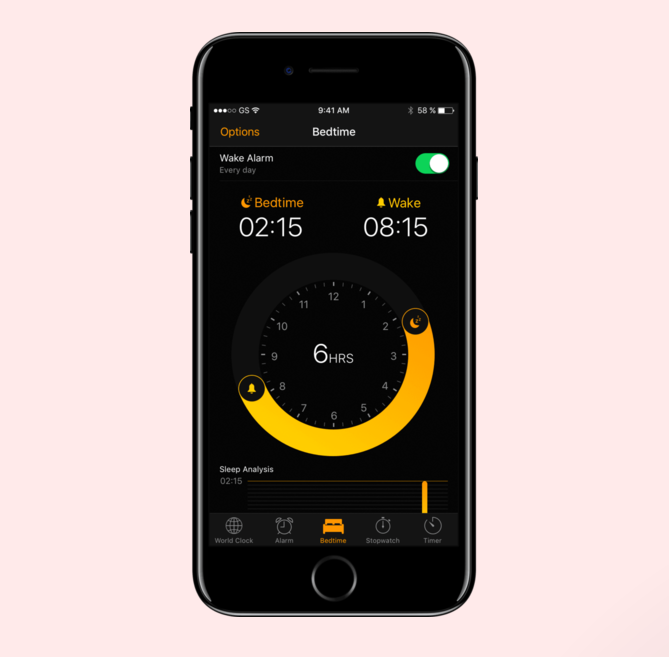 GS 9:41 AM 58 %
Options Bedtime
Wake Alarm
Every day
Bedtime Wake
02:15 08:15
12
11 1
10 2
9 6HRS 3
8 4
7 5
6
Sleep Analysis
02:15
World Clock Alarm Bedtime Stopwatch Timer